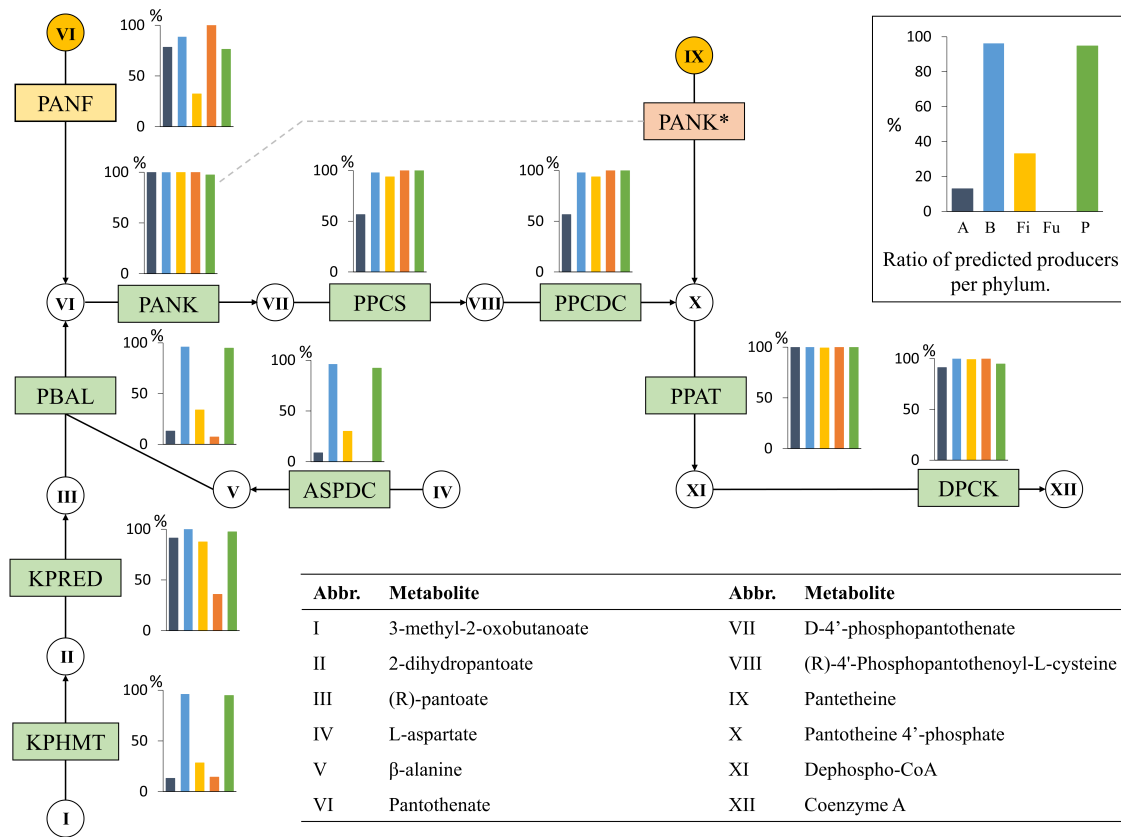 VI
%
100
50
0
PANF
IX
PANK*
%
100
80
60
40
20
0
A B Fi Fu P
Ratio of predicted producers
per phylum.
%
100
50
0
%
100
50
0
%
100
50
0
VI
PANK
VII
PPCS
VIII
PPCDC
X
%
100
50
0
PBAL
%
100
50
0
V
ASPDC
IV
%
100
50
0
PPAT
%
100
50
0
XI
DPCK
XII
III
%
100
50
0
KPRED
II
%
100
50
0
KPHMT
I
Abbr. Metabolite Abbr. Metabolite
I 3-methyl-2-oxobutanoate VII D-4’-phosphopantothenate
II 2-dihydropantoate VIII (R)-4'-Phosphopantothenoyl-L-cysteine
III (R)-pantoate IX Pantetheine
IV L-aspartate X Pantotheine 4’-phosphate
V β-alanine XI Dephospho-CoA
VI Pantothenate XII Coenzyme A